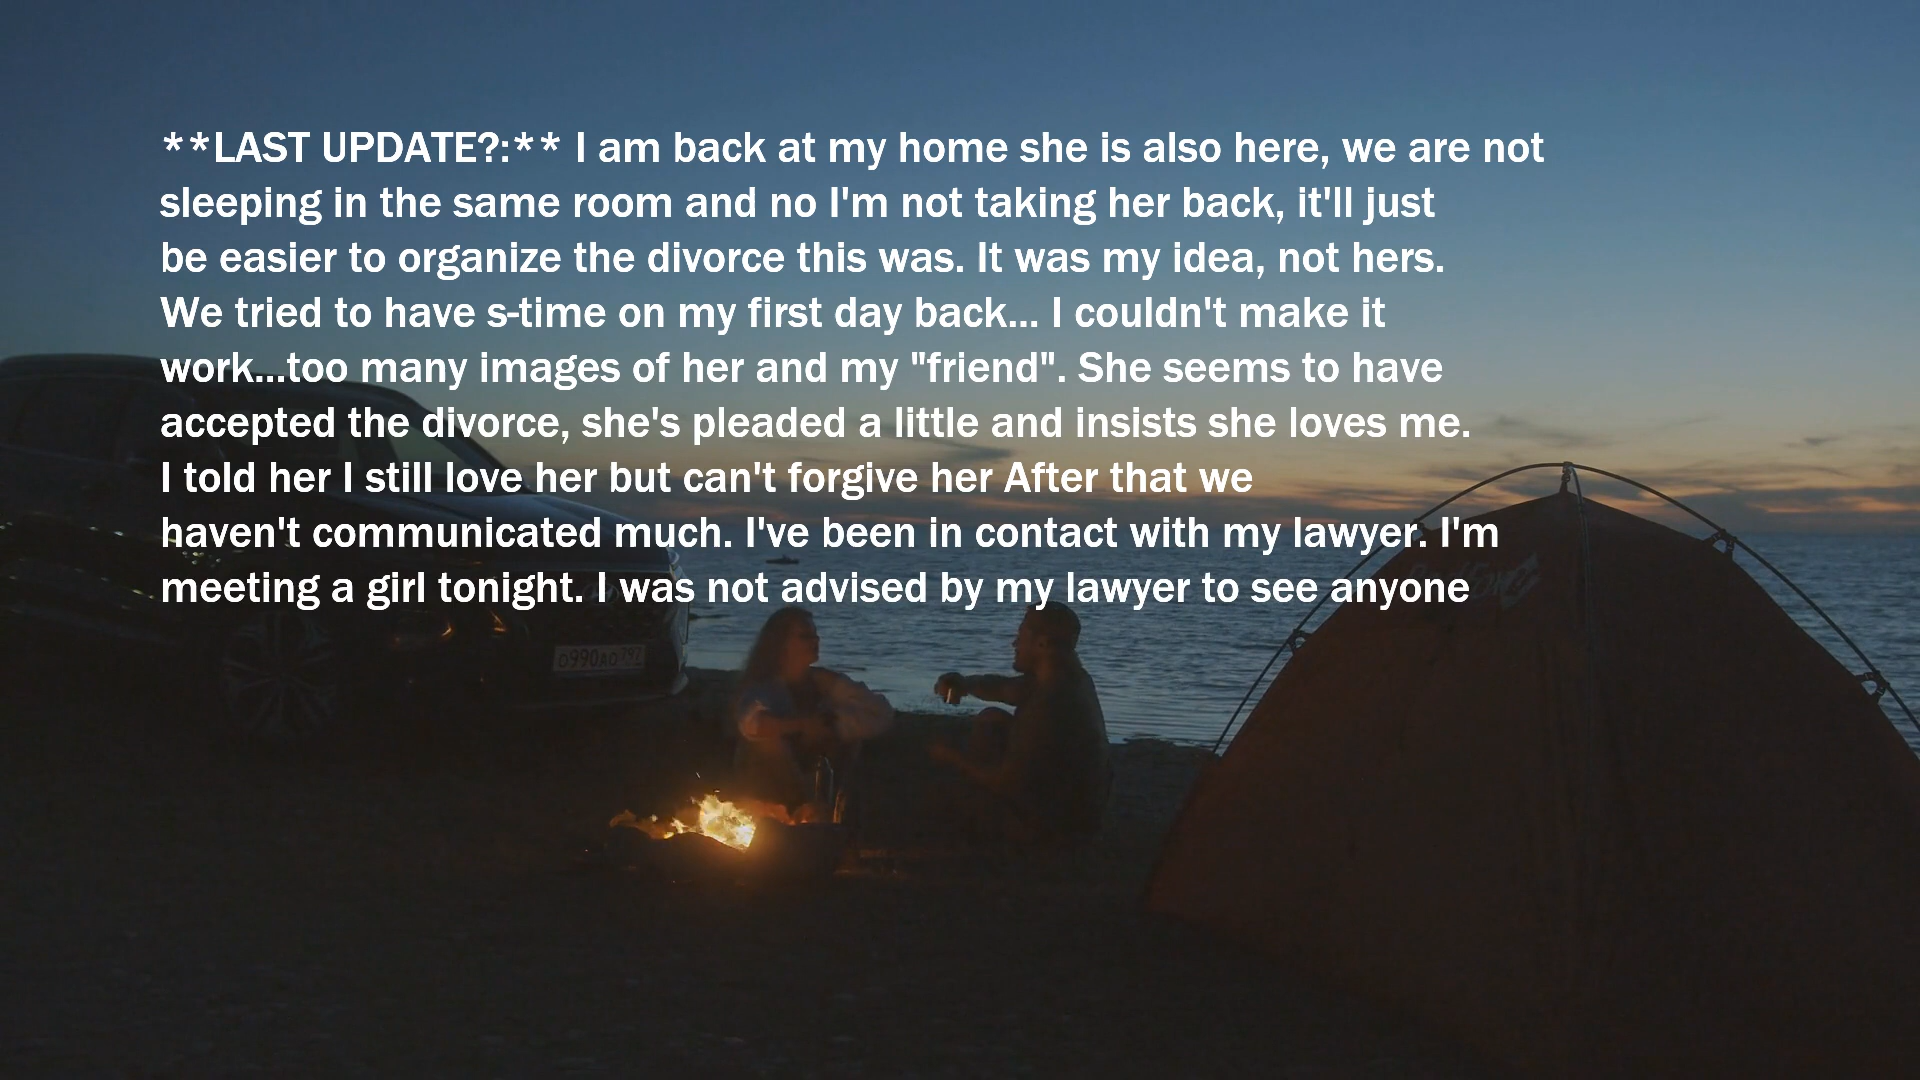 **LAST UPDATE?:** I am back at my home she is also here, we are not
sleeping in the same room and no I'm not taking her back, it'll just
be easier to organize the divorce this was. It was my idea, not hers.
We tried to have s-time on my first day back... I couldn't make it
work...too many images of her and my "friend". She seems to have
accepted the divorce, she's pleaded a little and insists she loves me.
I told her I still love her but can't forgive her After that we
haven't communicated much. I've been in contact with my lawyer. I'm
meeting a girl tonight. I was not advised by my lawyer to see anyone